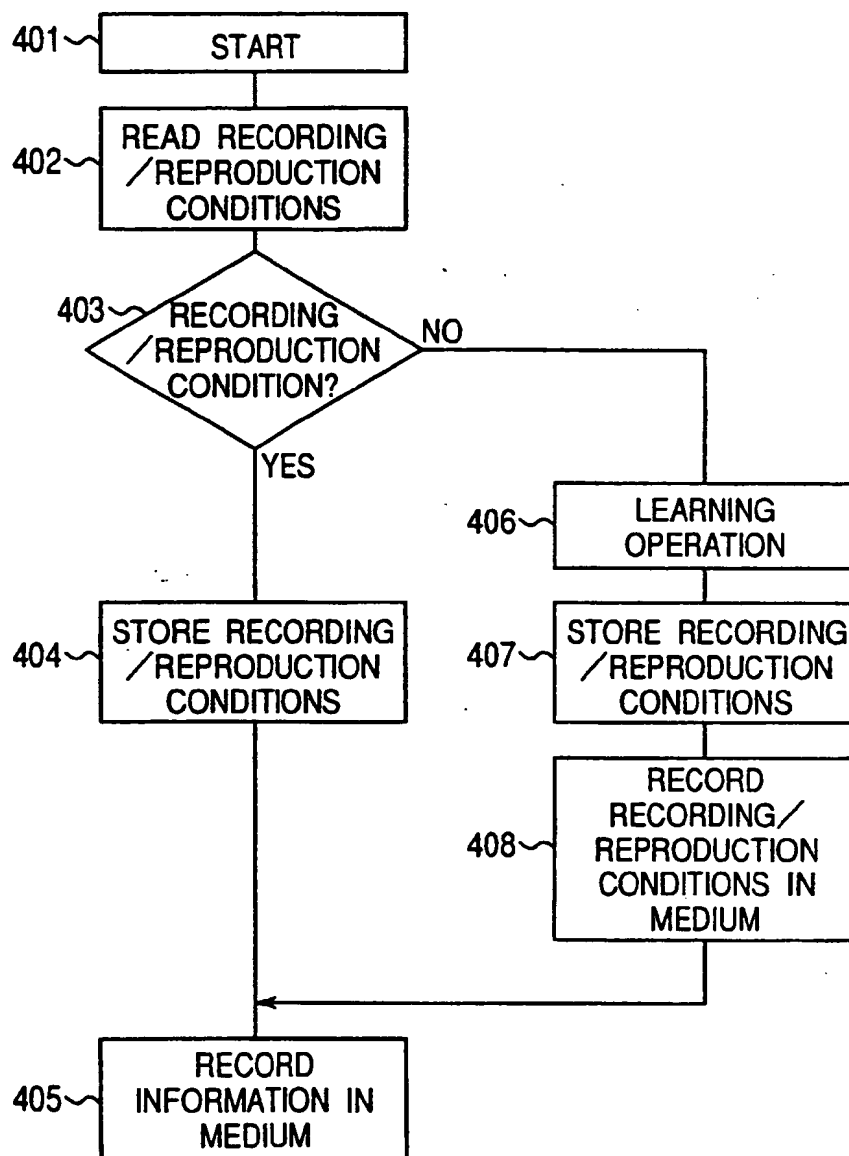 401
START
402
READ RECORDING
/REPRODUCTION
CONDITIONS
403
RECORDING
/REPRODUCTION
CONDITION?
NO
YES
404
STORE RECORDING
/REPRODUCTION
CONDITIONS
406
LEARNING
OPERATION
407
STORE RECORDING
/REPRODUCTION
CONDITIONS
408
RECORD
RECORDING/
REPRODUCTION
CONDITIONS IN
MEDIUM
405
RECORD
INFORMATION IN
MEDIUM